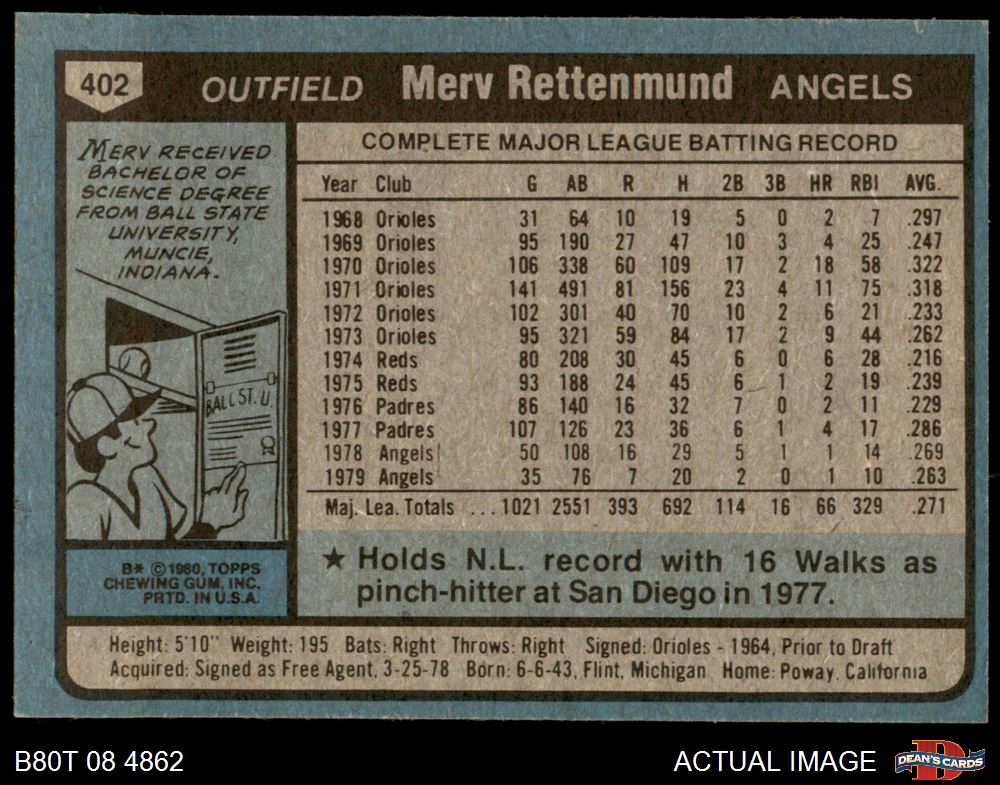 402 OUTFIELD Merv Rettenmund ANGELS
MERV RECEIVED
BACHELOR OF
SCIENCE DEGREE
FROM BALL STATE
UNIVERSITY,
MUNCIE,
INDIANA.
BALL ST. U.
B* © 1980, TOPPS
CHEWING GUM, INC.
PRTD. IN U.S.A.
COMPLETE MAJOR LEAGUE BATTING RECORD
Year Club G AB R H 2B 3B HR RBI AVG.
1968 Orioles 31 64 10 19 5 0 2 7 .297
1969 Orioles 95 190 27 47 10 3 4 25 .247
1970 Orioles 106 338 60 109 17 2 18 58 .322
1971 Orioles 141 491 81 156 23 4 11 75 .318
1972 Orioles 102 301 40 70 10 2 6 21 .233
1973 Orioles 95 321 59 84 17 2 9 44 .262
1974 Reds 80 208 30 45 6 0 6 28 .216
1975 Reds 93 188 24 45 6 1 2 19 .239
1976 Padres 86 140 16 32 7 0 2 11 .229
1977 Padres 107 126 23 36 6 1 4 17 .286
1978 Angels 50 108 16 29 5 1 1 14 .269
1979 Angels 35 76 7 20 2 0 1 10 .263
Maj. Lea. Totals ... 1021 2551 393 692 114 16 66 329 .271
★ Holds N.L. record with 16 Walks as
pinch-hitter at San Diego in 1977.
Height: 5'10" Weight: 195 Bats: Right Throws: Right Signed: Orioles - 1964, Prior to Draft
Acquired: Signed as Free Agent, 3-25-78 Born: 6-6-43, Flint, Michigan Home: Poway, California
B80T 08 4862 ACTUAL IMAGE DEAN'S CARDS